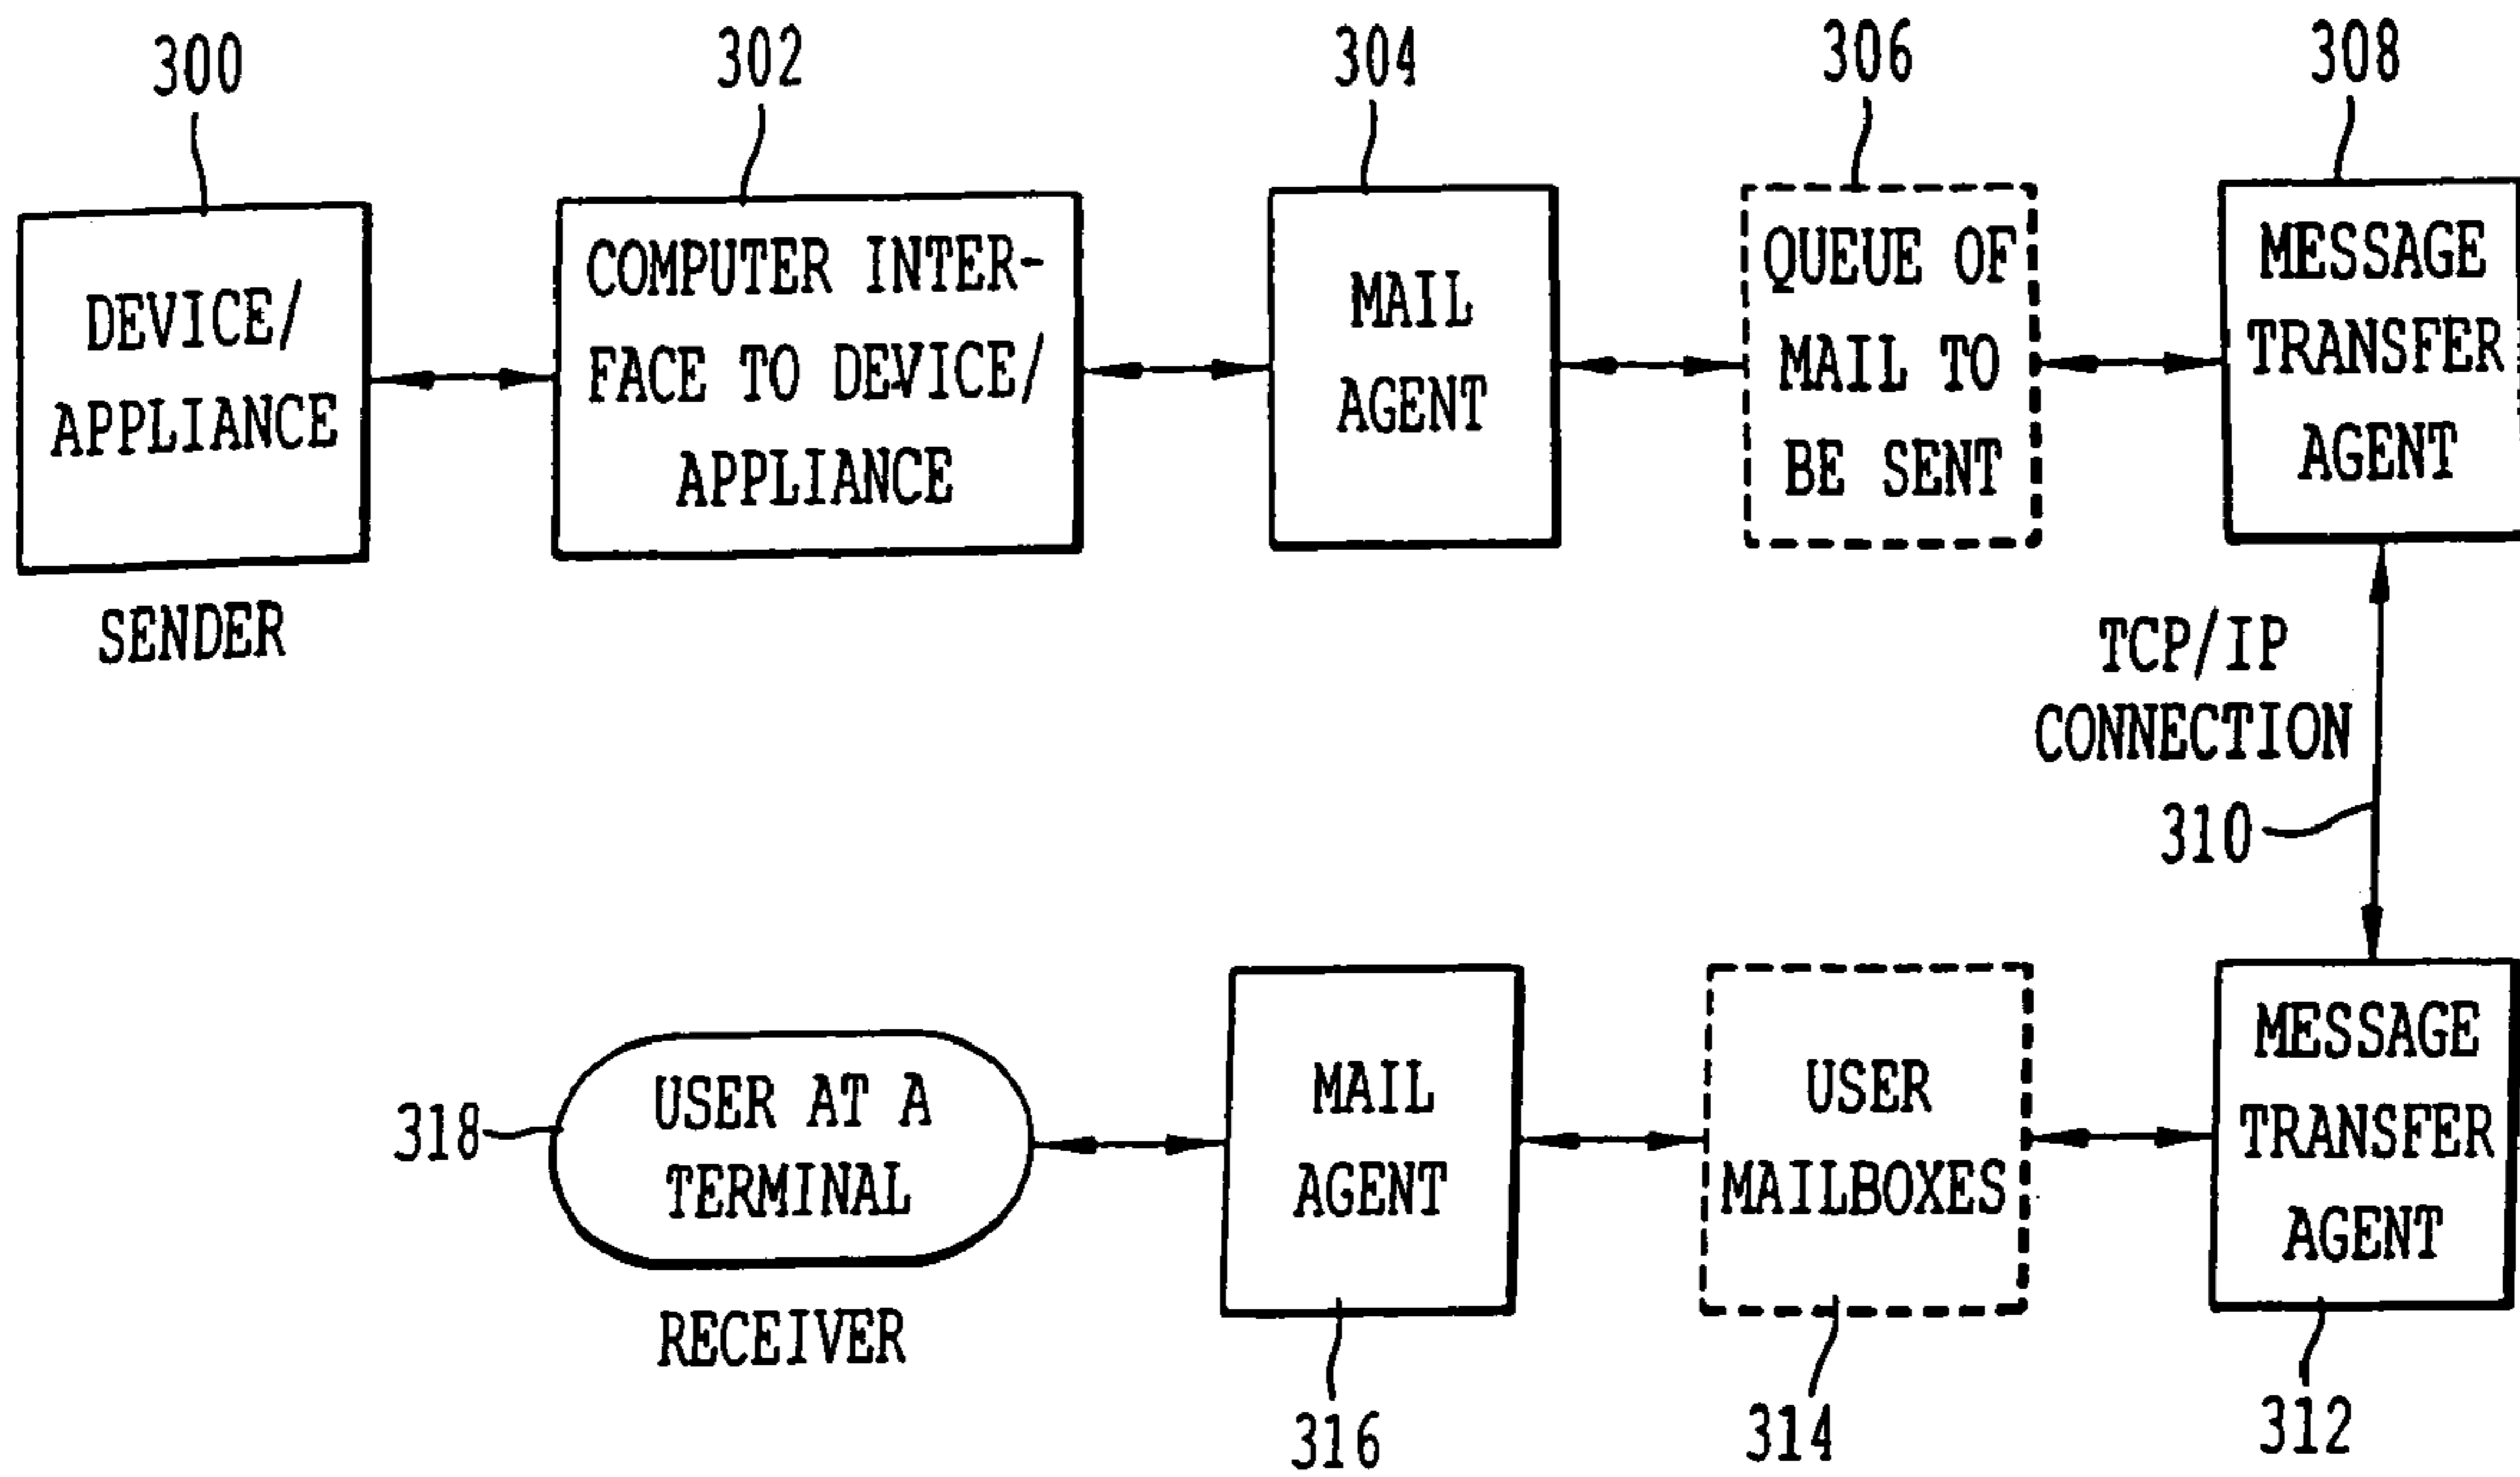 300
302
304
306
308
DEVICE/
APPLIANCE
COMPUTER INTER-
FACE TO DEVICE/
APPLIANCE
MAIL
AGENT
QUEUE OF
MAIL TO
BE SENT
MESSAGE
TRANSFER
AGENT
SENDER
TCP/IP
CONNECTION
310
318
USER AT A
TERMINAL
RECEIVER
MAIL
AGENT
USER
MAILBOXES
MESSAGE
TRANSFER
AGENT
316
314
312